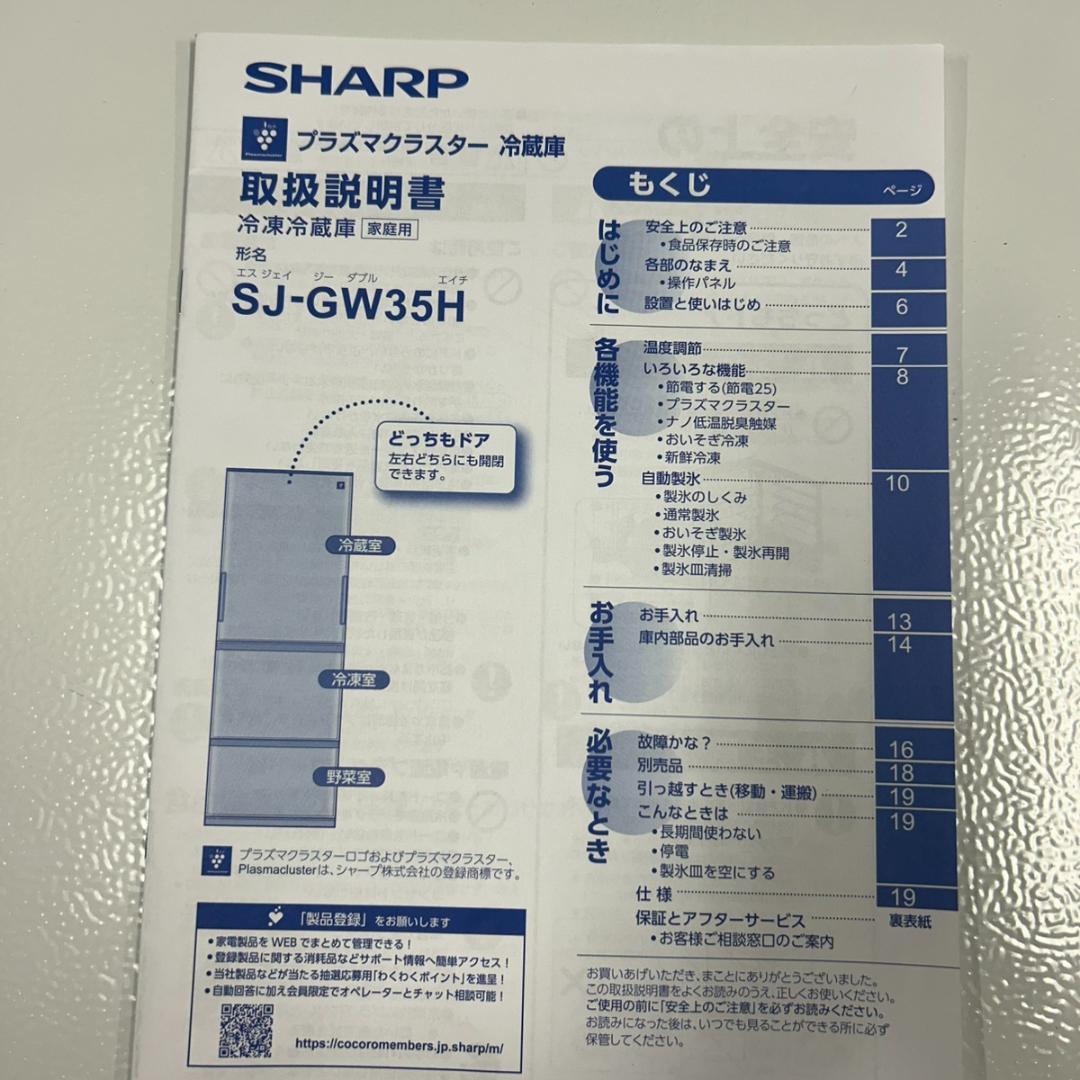 SHARP
Plasmacluster
プラズマクラスター 冷蔵庫
取扱説明書
冷凍冷蔵庫 家庭用
形名
エス ジェイ ジー ダブル エイチ
SJ-GW35H
どっちもドア
左右どちらにも開閉
できます。
冷蔵室
冷凍室
野菜室
プラズマクラスターロゴおよびプラズマクラスター、
Plasmaclusterは、シャープ株式会社の登録商標です。
「製品登録」をお願いします
•家電製品を WEB でまとめて管理できる!
•登録製品に関する消耗品などサポート情報へ簡単アクセス!
•当社製品などが当たる抽選応募用「わくわくポイント」を進呈!
•自動回答に加え会員限定でオペレーターとチャット相談可能!
https://cocoromembers.jp.sharp/m/
もくじ ページ
はじめに
安全上のご注意 2
•食品保存時のご注意
各部のなまえ 4
•操作パネル
設置と使いはじめ 6
各機能を使う
温度調節 7
いろいろな機能 8
•節電する(節電25)
•プラズマクラスター
•ナノ低温脱臭触媒
•おいそぎ冷凍
•新鮮冷凍
自動製氷 10
•製氷のしくみ
•通常製氷
•おいそぎ製氷
•製氷停止・製氷再開
•製氷皿清掃
お手入れ
お手入れ 13
庫内部品のお手入れ 14
必要なとき
故障かな? 16
別売品 18
引っ越すとき(移動・運搬) 19
こんなときは 19
•長期間使わない
•停電
•製氷皿を空にする
仕様 19
保証とアフターサービス 裏表紙
•お客様ご相談窓口のご案内
お買いあげいただき、まことにありがとうございました。
この取扱説明書をよくお読みのうえ、正しくお使いください。
ご使用の前に「安全上のご注意」を必ずお読みください。
お読みになった後は、いつでも見ることができる所に必ず
保管してください。